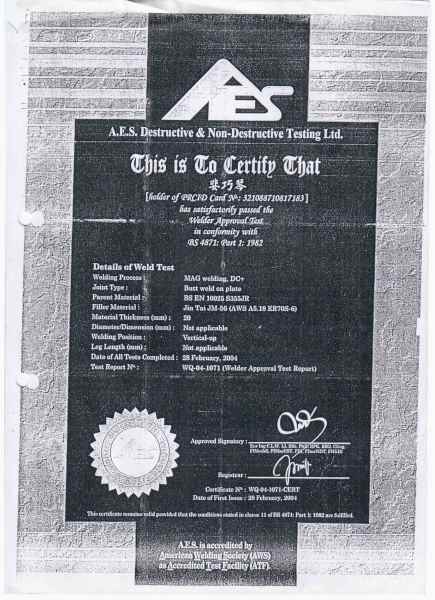 AES
A.E.S. Destructive & Non-Destructive Testing Ltd.
This is To Certify That
裴巧琴
[holder of PRCID Card Nº: 321088710817183]
has satisfactorily passed the
Welder Approval Test
in conformity with
BS 4871: Part 1: 1982
Details of Weld Test
Welding Process : MAG welding, DC+
Joint Type : Butt weld on plate
Parent Material : BS EN 10025 S355JR
Filler Material : Jin Tai JM-56 (AWS A5.18 ER70S-6)
Material Thickness (mm) : 20
Diameter/Dimension (mm) : Not applicable
Welding Position : Vertical-up
Leg Length (mm) : Not applicable
Date of All Tests Completed : 28 February, 2004
Test Report Nº : WQ-04-1071 (Welder Approval Test Report)
Approved Signatory :
Registrar :
Certificate Nº : WQ-04-1071-CERT
Date of First Issue : 28 February, 2004
This certificate remains valid provided that the conditions stated in clause 11 of BS 4871: Part 1: 1982 are fulfilled.
A.E.S. is accredited by
American Welding Society (AWS)
as Accredited Test Facility (ATF).